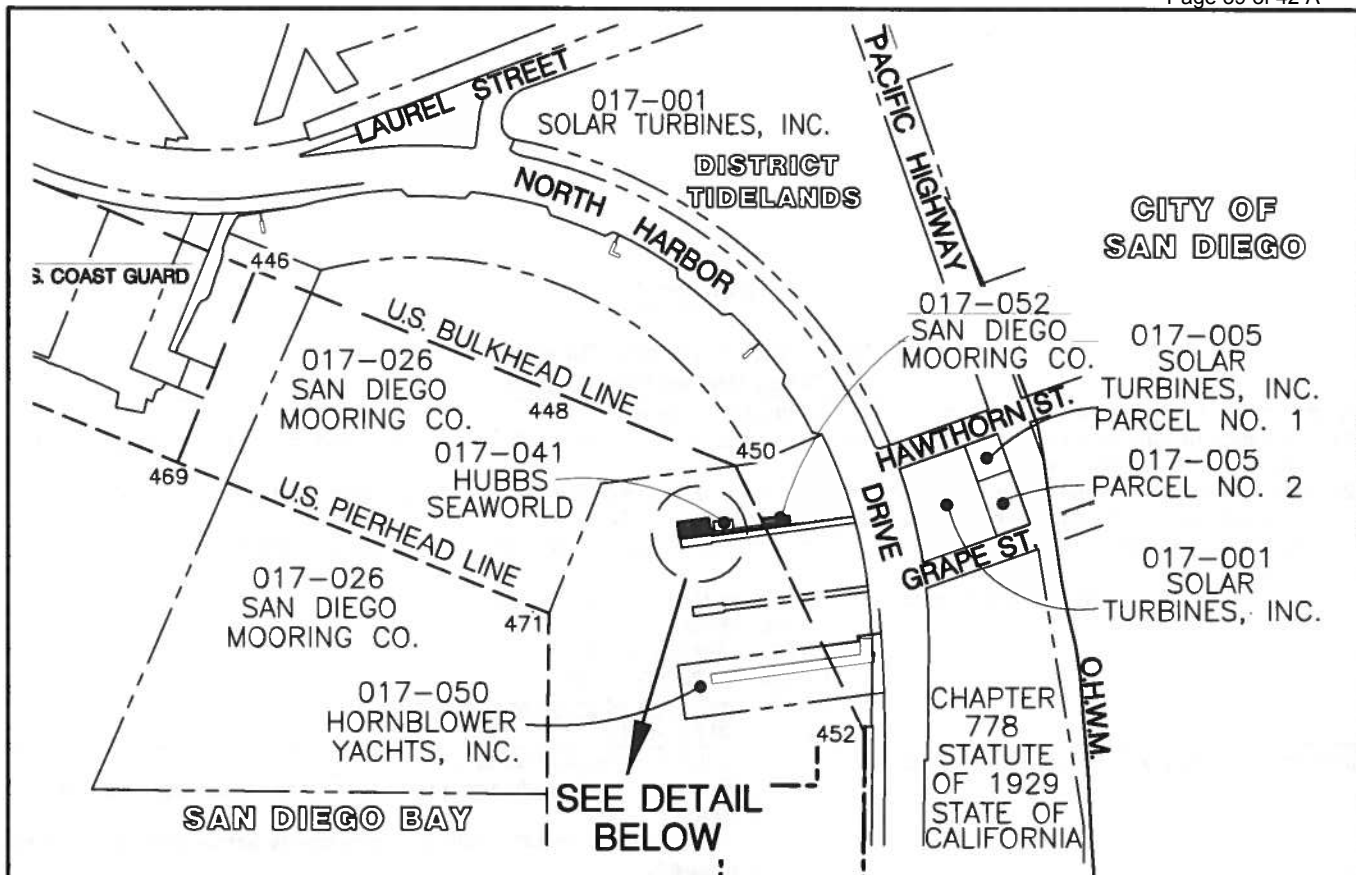 LAUREL STREET
017-001
SOLAR TURBINES, INC.
DISTRICT
TIDELANDS
PACIFIC HIGHWAY
CITY OF
SAN DIEGO
NORTH HARBOR
DRIVE
S. COAST GUARD
446
U.S. BULKHEAD LINE
017-026
SAN DIEGO
MOORING CO.
448
017-052
SAN DIEGO
MOORING CO.
017-005
SOLAR
TURBINES, INC.
PARCEL NO. 1
HAWTHORN ST.
017-041
HUBBS
SEAWORLD
450
469
U.S. PIERHEAD LINE
017-005
PARCEL NO. 2
GRAPE ST.
017-001
SOLAR
TURBINES, INC.
017-026
SAN DIEGO
MOORING CO.
471
017-050
HORNBLOWER
YACHTS, INC.
452
CHAPTER
778
STATUTE
OF 1929
STATE OF
CALIFORNIA
O.H.W.M.
SAN DIEGO BAY
SEE DETAIL
BELOW